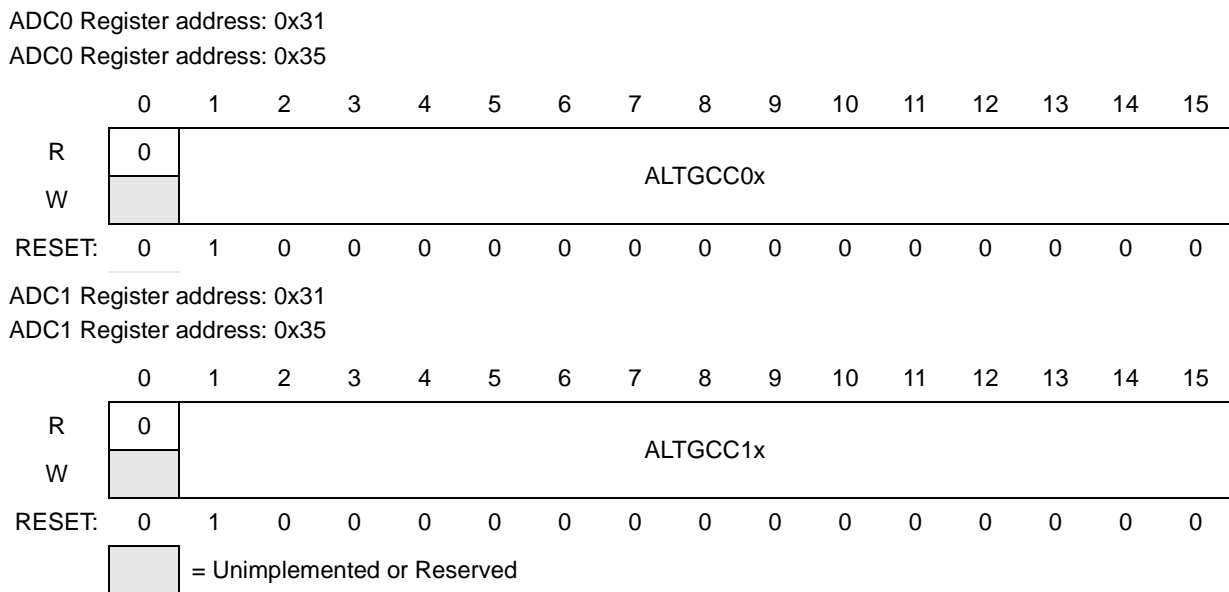 ADC0 Register address: 0x31
ADC0 Register address: 0x35
0 1 2 3 4 5 6 7 8 9 10 11 12 13 14 15
R 0
ALTGCC0x
W
RESET: 0 1 0 0 0 0 0 0 0 0 0 0 0 0 0 0
ADC1 Register address: 0x31
ADC1 Register address: 0x35
0 1 2 3 4 5 6 7 8 9 10 11 12 13 14 15
R 0
ALTGCC1x
W
RESET: 0 1 0 0 0 0 0 0 0 0 0 0 0 0 0 0
= Unimplemented or Reserved